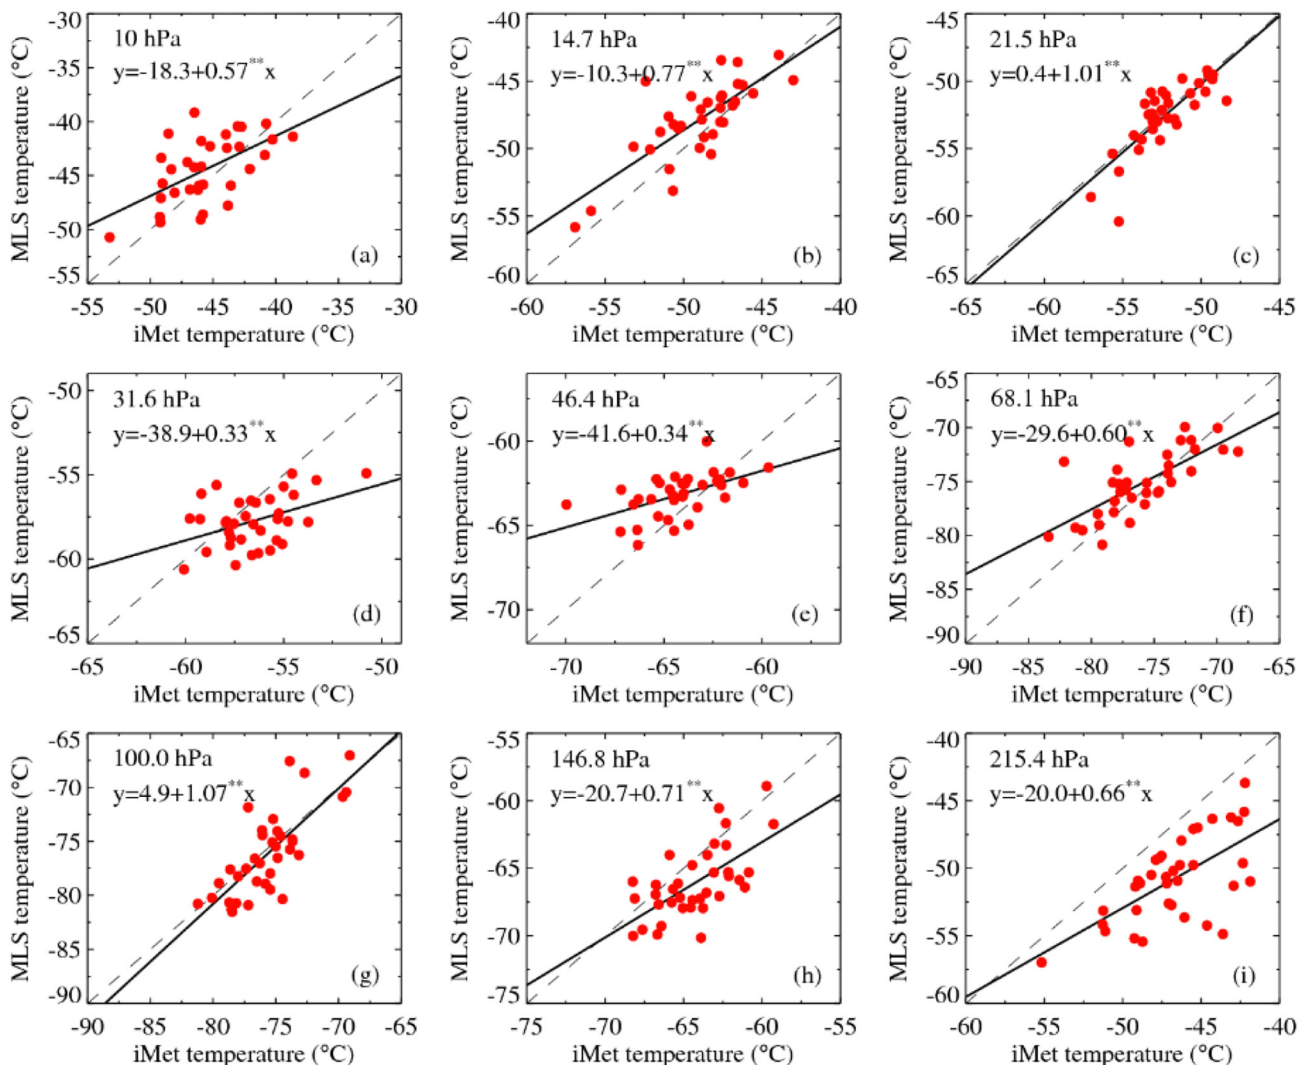 -30
-35
-40
-45
-50
-55
MLS temperature (°C)
10 hPa
y=-18.3+0.57**x
(a)
-55 -50 -45 -40 -35 -30
iMet temperature (°C)
-40
-45
-50
-55
-60
MLS temperature (°C)
14.7 hPa
y=-10.3+0.77**x
(b)
-60 -55 -50 -45 -40
iMet temperature (°C)
-45
-50
-55
-60
-65
MLS temperature (°C)
21.5 hPa
y=0.4+1.01**x
(c)
-65 -60 -55 -50 -45
iMet temperature (°C)
-50
-55
-60
-65
MLS temperature (°C)
31.6 hPa
y=-38.9+0.33**x
(d)
-65 -60 -55 -50
iMet temperature (°C)
-60
-65
-70
MLS temperature (°C)
46.4 hPa
y=-41.6+0.34**x
(e)
-70 -65 -60
iMet temperature (°C)
-65
-70
-75
-80
-85
-90
MLS temperature (°C)
68.1 hPa
y=-29.6+0.60**x
(f)
-90 -85 -80 -75 -70 -65
iMet temperature (°C)
-65
-70
-75
-80
-85
-90
MLS temperature (°C)
100.0 hPa
y=4.9+1.07**x
(g)
-90 -85 -80 -75 -70 -65
iMet temperature (°C)
-55
-60
-65
-70
-75
MLS temperature (°C)
146.8 hPa
y=-20.7+0.71**x
(h)
-75 -70 -65 -60 -55
iMet temperature (°C)
-40
-45
-50
-55
-60
MLS temperature (°C)
215.4 hPa
y=-20.0+0.66**x
(i)
-60 -55 -50 -45 -40
iMet temperature (°C)